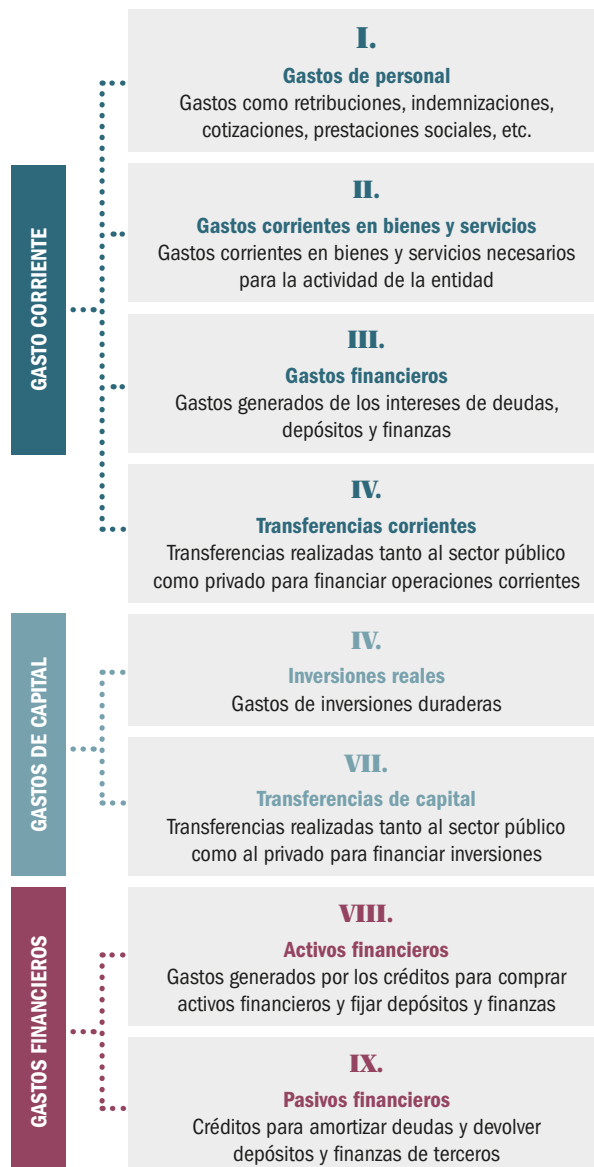 GASTO CORRIENTE
I.
Gastos de personal
Gastos como retribuciones, indemnizaciones,
cotizaciones, prestaciones sociales, etc.
II.
Gastos corrientes en bienes y servicios
Gastos corrientes en bienes y servicios necesarios
para la actividad de la entidad
III.
Gastos financieros
Gastos generados de los intereses de deudas,
depósitos y finanzas
IV.
Transferencias corrientes
Transferencias realizadas tanto al sector público
como privado para financiar operaciones corrientes
GASTOS DE CAPITAL
IV.
Inversiones reales
Gastos de inversiones duraderas
VII.
Transferencias de capital
Transferencias realizadas tanto al sector público
como al privado para financiar inversiones
GASTOS FINANCIEROS
VIII.
Activos financieros
Gastos generados por los créditos para comprar
activos financieros y fijar depósitos y finanzas
IX.
Pasivos financieros
Créditos para amortizar deudas y devolver
depósitos y finanzas de terceros